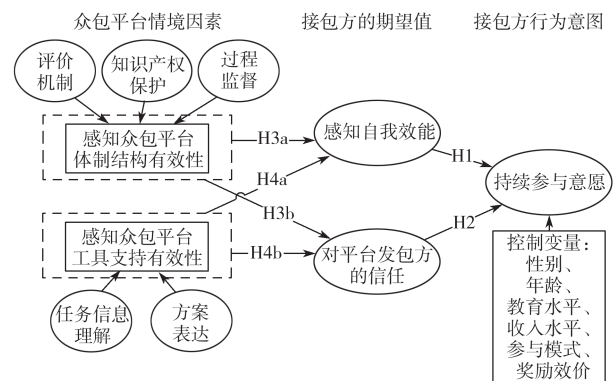 众包平台情境因素
接包方的期望值
接包方行为意图
评价
机制
知识产权
保护
过程
监督
感知众包平台
体制结构有效性
H3a
感知自我效能
H1
H4a
持续参与意愿
H3b
感知众包平台
工具支持有效性
H4b
对平台发包方
的信任
H2
控制变量：
性别、
年龄、
教育水平、
收入水平、
参与模式、
奖励效价
任务信息
理解
方案
表达